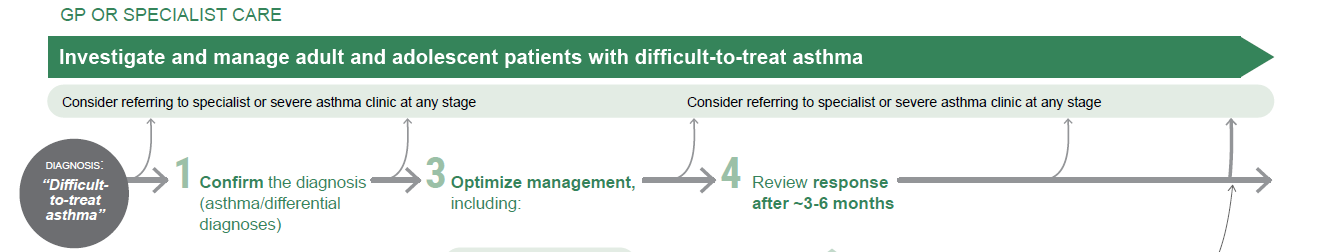 GP OR SPECIALIST CARE
Investigate and manage adult and adolescent patients with difficult-to-treat asthma
Consider referring to specialist or severe asthma clinic at any stage
Consider referring to specialist or severe asthma clinic at any stage
DIAGNOSIS:
“Difficult-
to-treat
asthma”
1 Confirm the diagnosis
(asthma/differential
diagnoses)
3 Optimize management,
including:
4 Review response
after ~3-6 months